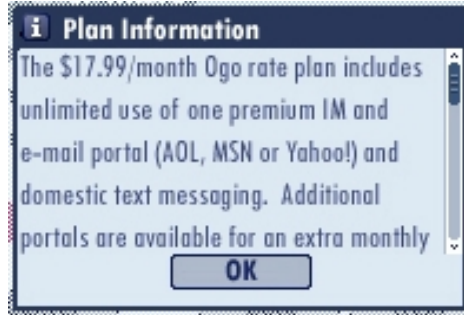 i Plan Information
The $17.99/month Ogo rate plan includes
unlimited use of one premium IM and
e-mail portal (AOL, MSN or Yahoo!) and
domestic text messaging. Additional
portals are available for an extra monthly
OK